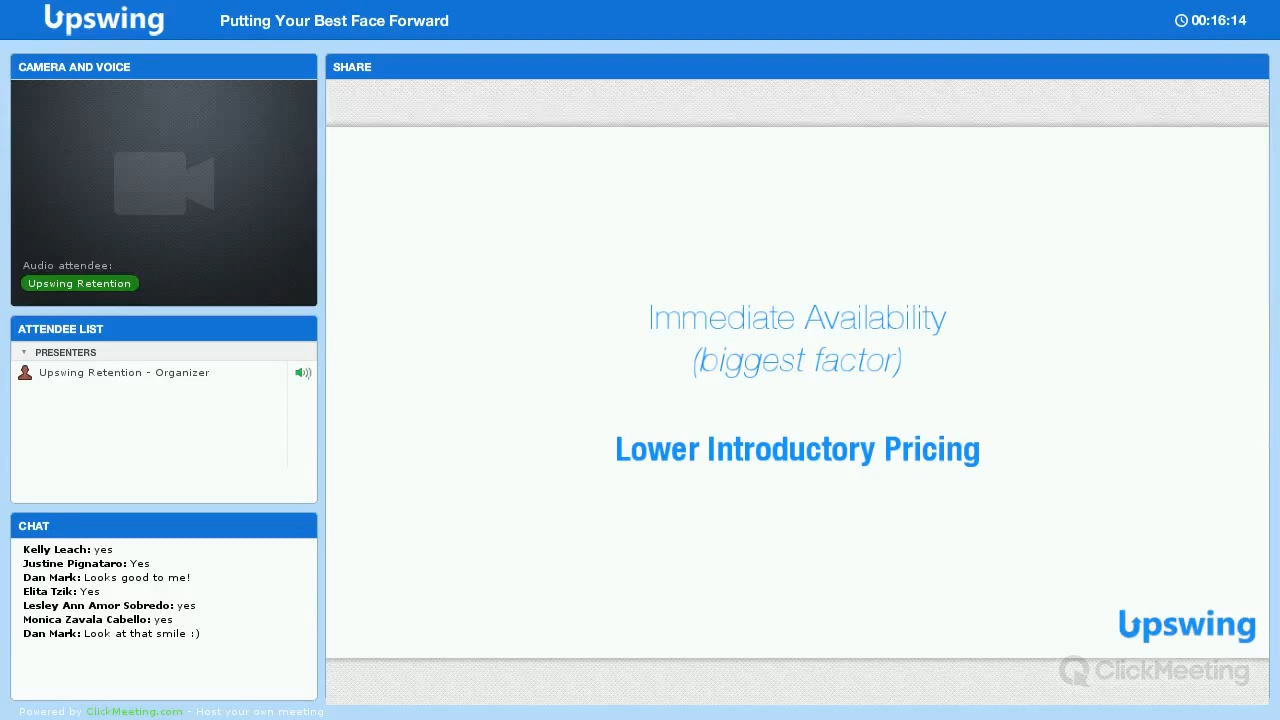 Upswing
Putting Your Best Face Forward
00:16:14
CAMERA AND VOICE
Audio attendee:
Upswing Retention
ATTENDEE LIST
PRESENTERS
Upswing Retention - Organizer
CHAT
Kelly Leach: yes
Justine Pignataro: Yes
Dan Mark: Looks good to me!
Elita Tzik: Yes
Lesley Ann Amor Sobredo: yes
Monica Zavala Cabello: yes
Dan Mark: Look at that smile :)
SHARE
Immediate Availability
(biggest factor)
Lower Introductory Pricing
Upswing
ClickMeeting
Powered by ClickMeeting.com - Host your own meeting